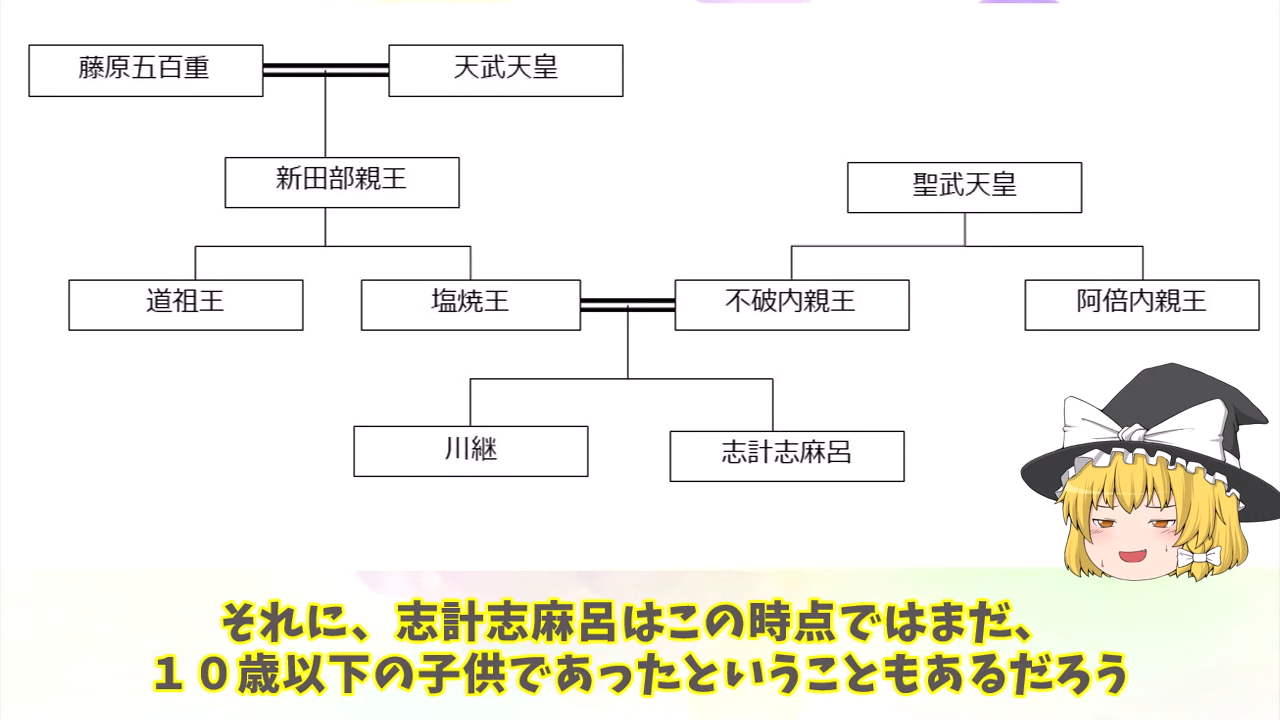 藤原五百重
天武天皇
新田部親王
聖武天皇
道祖王
塩焼王
不破内親王
阿倍内親王
川継
志計志麻呂
それに、志計志麻呂はこの時点ではまだ、
１０歳以下の子供であったということもあるだろう